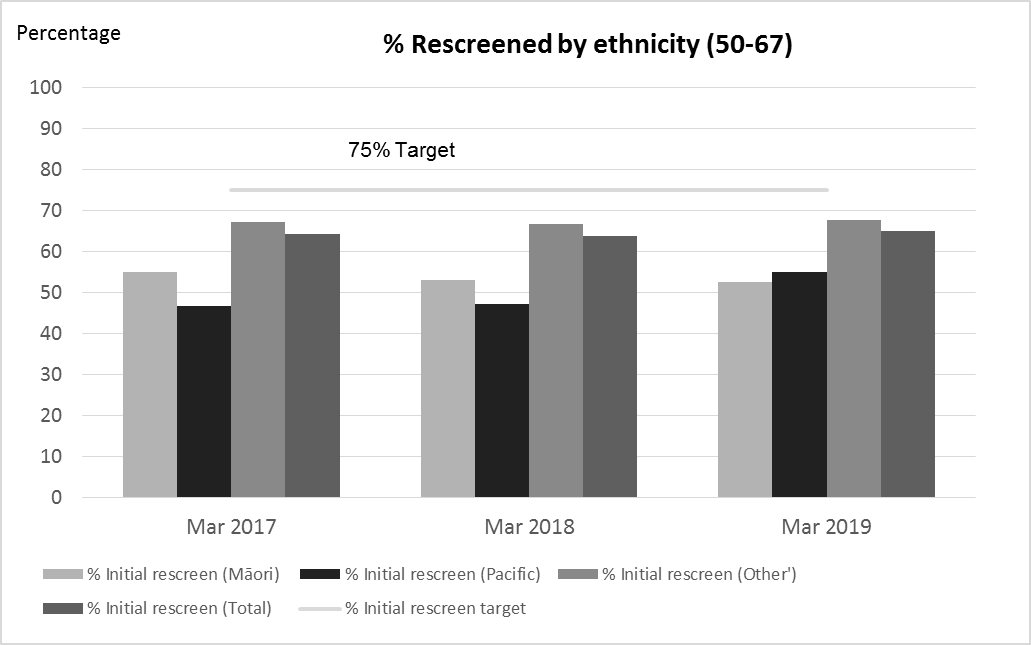 Percentage
% Rescreened by ethnicity (50-67)
100
90
80
75% Target
70
60
50
40
30
20
10
0
Mar 2017 Mar 2018 Mar 2019
% Initial rescreen (Māori) % Initial rescreen (Pacific) % Initial rescreen (Other')
% Initial rescreen (Total) % Initial rescreen target